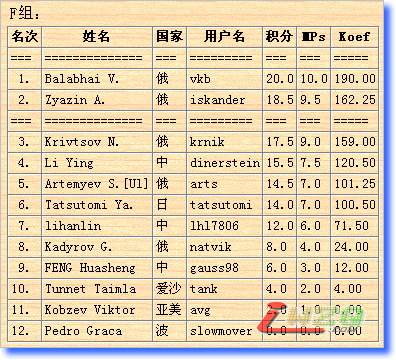 F组：
名次 姓名 国家 用户名 积分 MPs Koef
=== ============== ==== ========== ==== ==== ======
1. Balabhai V. 俄 vkb 20.0 10.0 190.00
2. Zyazin A. 俄 iskander 18.5 9.5 162.25
=== ============== ==== ========== ==== ==== ======
3. Krivtsov N. 俄 krnik 17.5 9.0 159.00
4. Li Ying 中 dinerstein 15.5 7.5 120.50
5. Artemyev S.[Ul] 俄 arts 14.5 7.0 101.25
6. Tatsutomi Ya. 日 tatsutomi 14.0 7.0 100.50
7. lihanlin 中 lhl7806 12.0 6.0 71.50
8. Kadyrov G. 俄 natvik 8.0 4.0 24.00
9. FENG Huasheng 中 gauss98 6.0 3.0 12.00
10. Tunnet Taimla 爱沙 tank 4.0 2.0 4.00
11. Kobzev Viktor 亚美 avg 2.0 1.0 0.00
12. Pedro Graca 波 slowmover 0.0 0.0 0.00